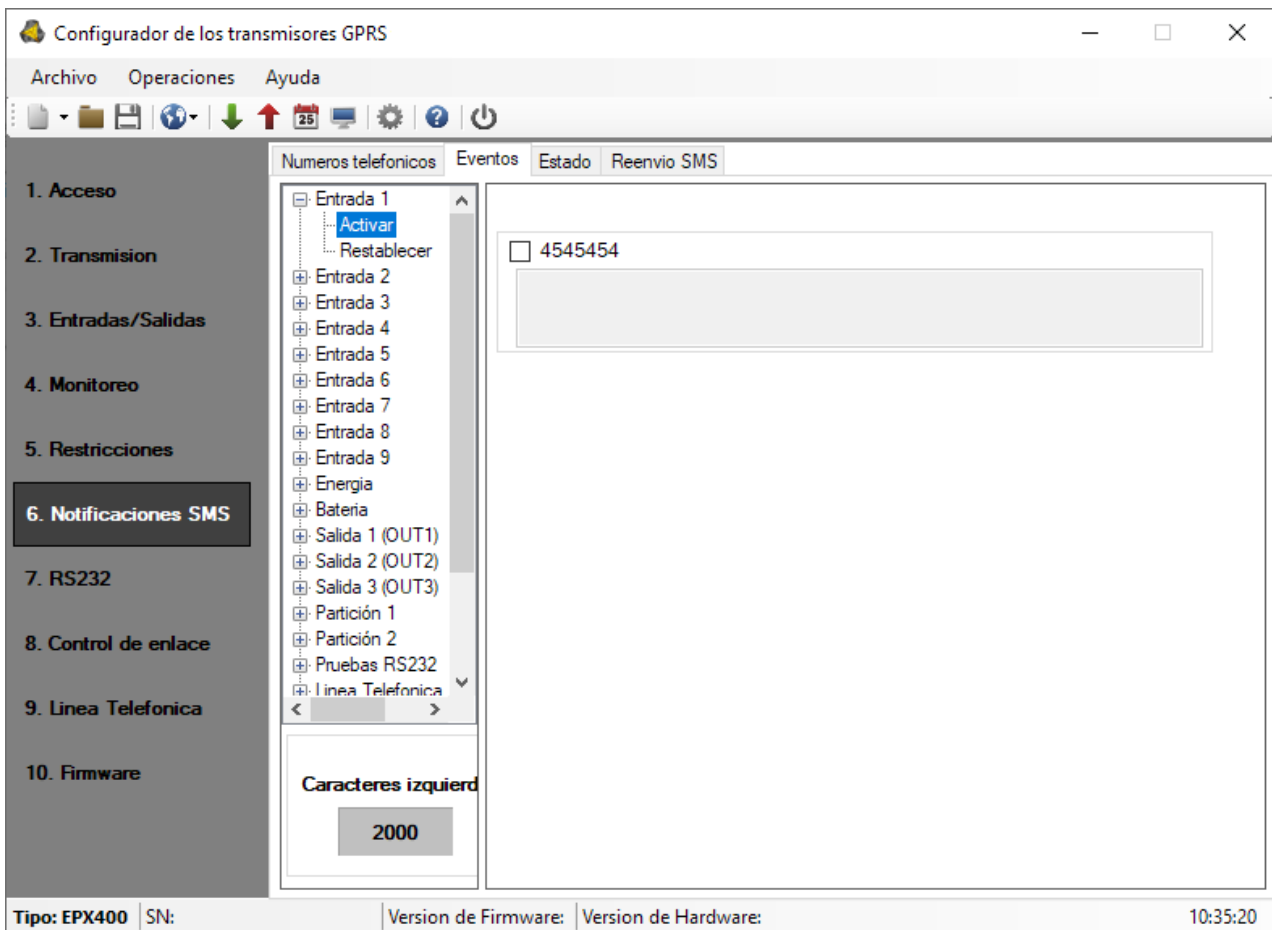 Configurador de los transmisores GPRS
Archivo Operaciones Ayuda
25
Numeros telefonicos Eventos Estado Reenvio SMS
1. Acceso
2. Transmision
3. Entradas/Salidas
4. Monitoreo
5. Restricciones
6. Notificaciones SMS
7. RS232
8. Control de enlace
9. Linea Telefonica
10. Firmware
Entrada 1
Activar
Restablecer
Entrada 2
Entrada 3
Entrada 4
Entrada 5
Entrada 6
Entrada 7
Entrada 8
Entrada 9
Energia
Bateria
Salida 1 (OUT1)
Salida 2 (OUT2)
Salida 3 (OUT3)
Partición 1
Partición 2
Pruebas RS232
Linea Telefonica
Caracteres izquierd
2000
4545454
Tipo: EPX400 SN: Version de Firmware: Version de Hardware: 10:35:20